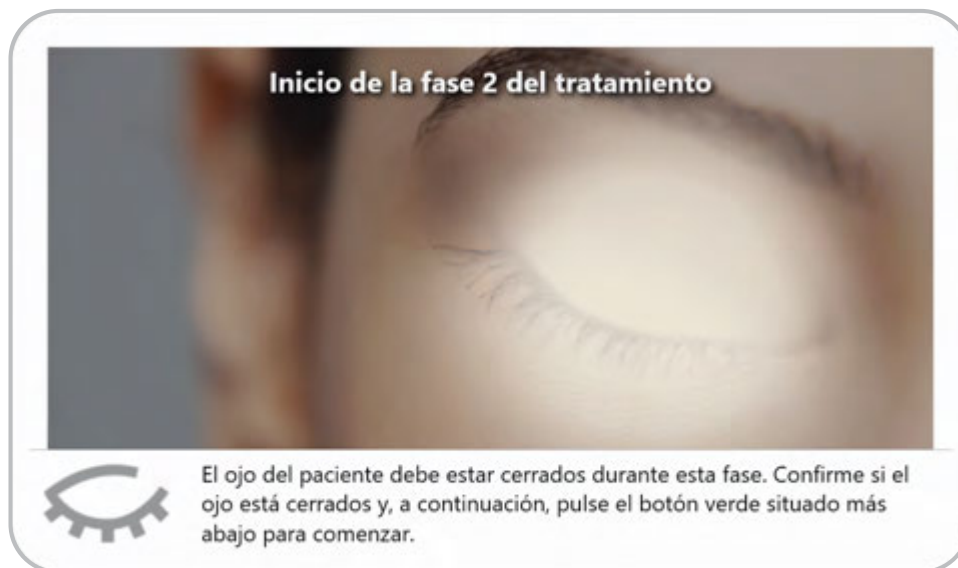 Inicio de la fase 2 del tratamiento
El ojo del paciente debe estar cerrados durante esta fase. Confirme si el
ojo está cerrados y, a continuación, pulse el botón verde situado más
abajo para comenzar.